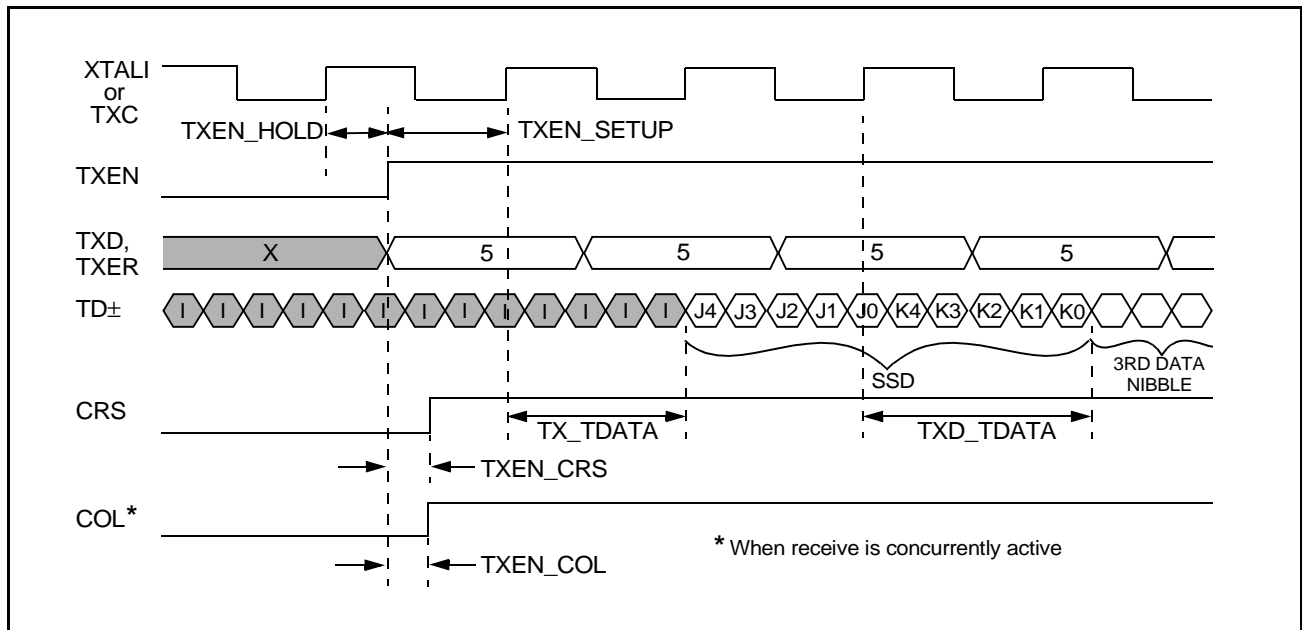 XTALI
or
TXC
TXEN_HOLD TXEN_SETUP
TXEN
TXD,
TXER
X 5 5 5 5
TD± I I I I I I I I I I I I I J4 J3 J2 J1 J0 K4 K3 K2 K1 K0
SSD
3RD DATA
NIBBLE
CRS
TX_TDATA TXD_TDATA
TXEN_CRS
COL*
* When receive is concurrently active
TXEN_COL